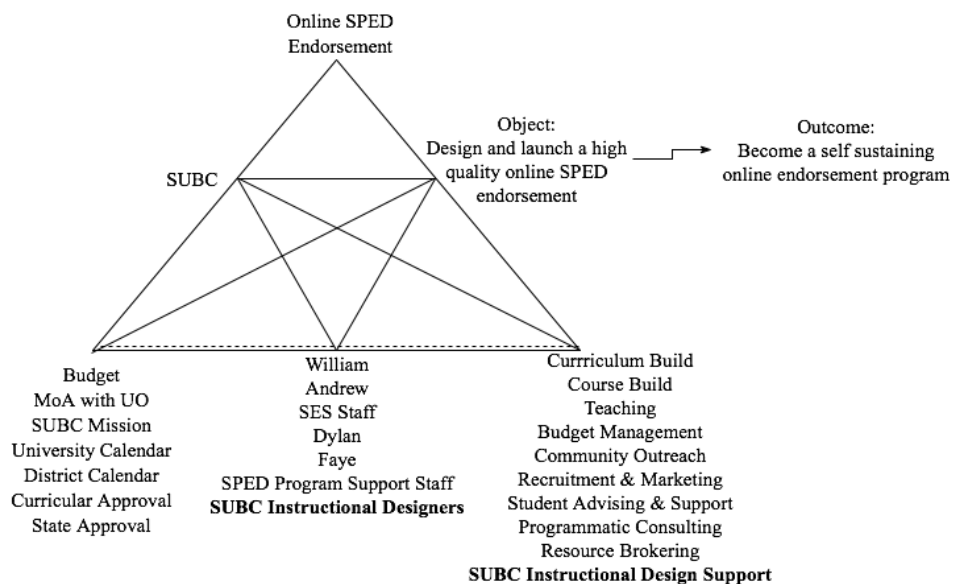 Online SPED
Endorsement
SUBC
Object:
Design and launch a high
quality online SPED
endorsement
Outcome:
Become a self sustaining
online endorsement program
Budget
MoA with UO
SUBC Mission
University Calendar
District Calendar
Curricular Approval
State Approval
William
Andrew
SES Staff
Dylan
Faye
SPED Program Support Staff
SUBC Instructional Designers
Currriculum Build
Course Build
Teaching
Budget Management
Community Outreach
Recruitment & Marketing
Student Advising & Support
Programmatic Consulting
Resource Brokering
SUBC Instructional Design Support